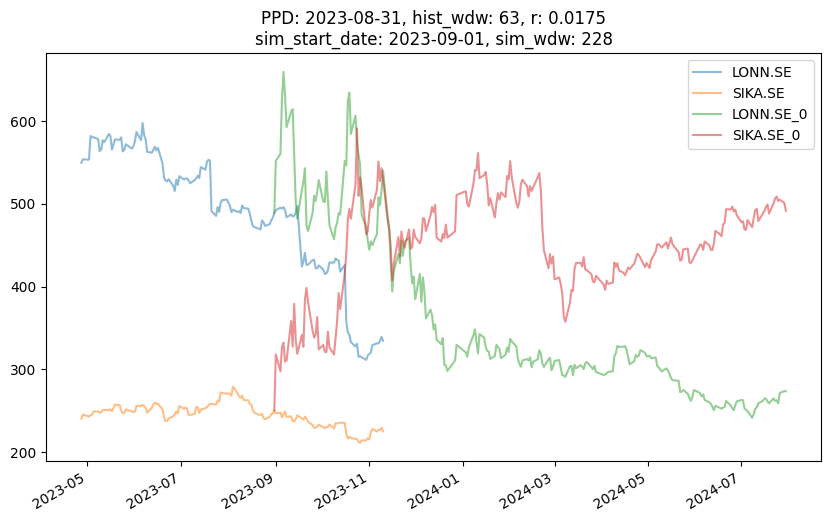 PPD: 2023-08-31, hist_wdw: 63, r: 0.0175
sim_start_date: 2023-09-01, sim_wdw: 228
LONN.SE
SIKA.SE
LONN.SE_0
SIKA.SE_0
600
500
400
300
200
2023-05
2023-07
2023-09
2023-11
2024-01
2024-03
2024-05
2024-07